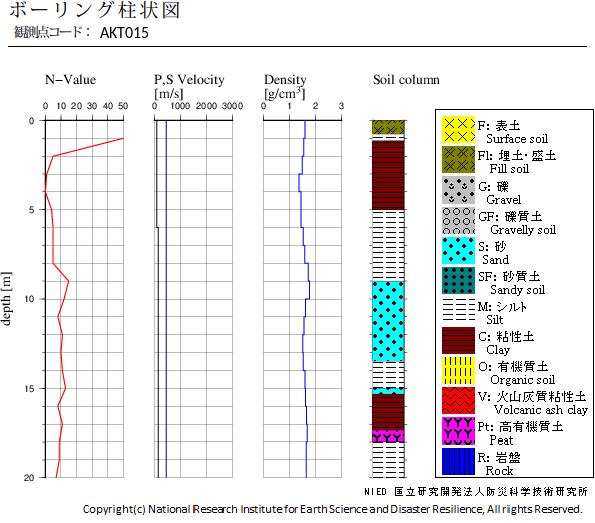 ボーリング柱状図
観測点コード： AKT015
N-Value
P,S Velocity
[m/s]
Density
[g/cm3]
Soil column
0 10 20 30 40 50
0 1000 2000 3000
0 1 2 3
0
5
10
15
20
depth [m]
F: 表土
Surface soil
Fl: 埋土・盛土
Fill soil
G: 礫
Gravel
GF: 礫質土
Gravelly soil
S: 砂
Sand
SF: 砂質土
Sandy soil
M: シルト
Silt
C: 粘性土
Clay
O: 有機質土
Organic soil
V: 火山灰質粘性土
Volcanic ash clay
Pt: 高有機質土
Peat
R: 岩盤
Rock
NIED 国立研究開発法人防災科学技術研究所
Copyright(c) National Research Institute for Earth Science and Disaster Resilience, All rights Reserved.